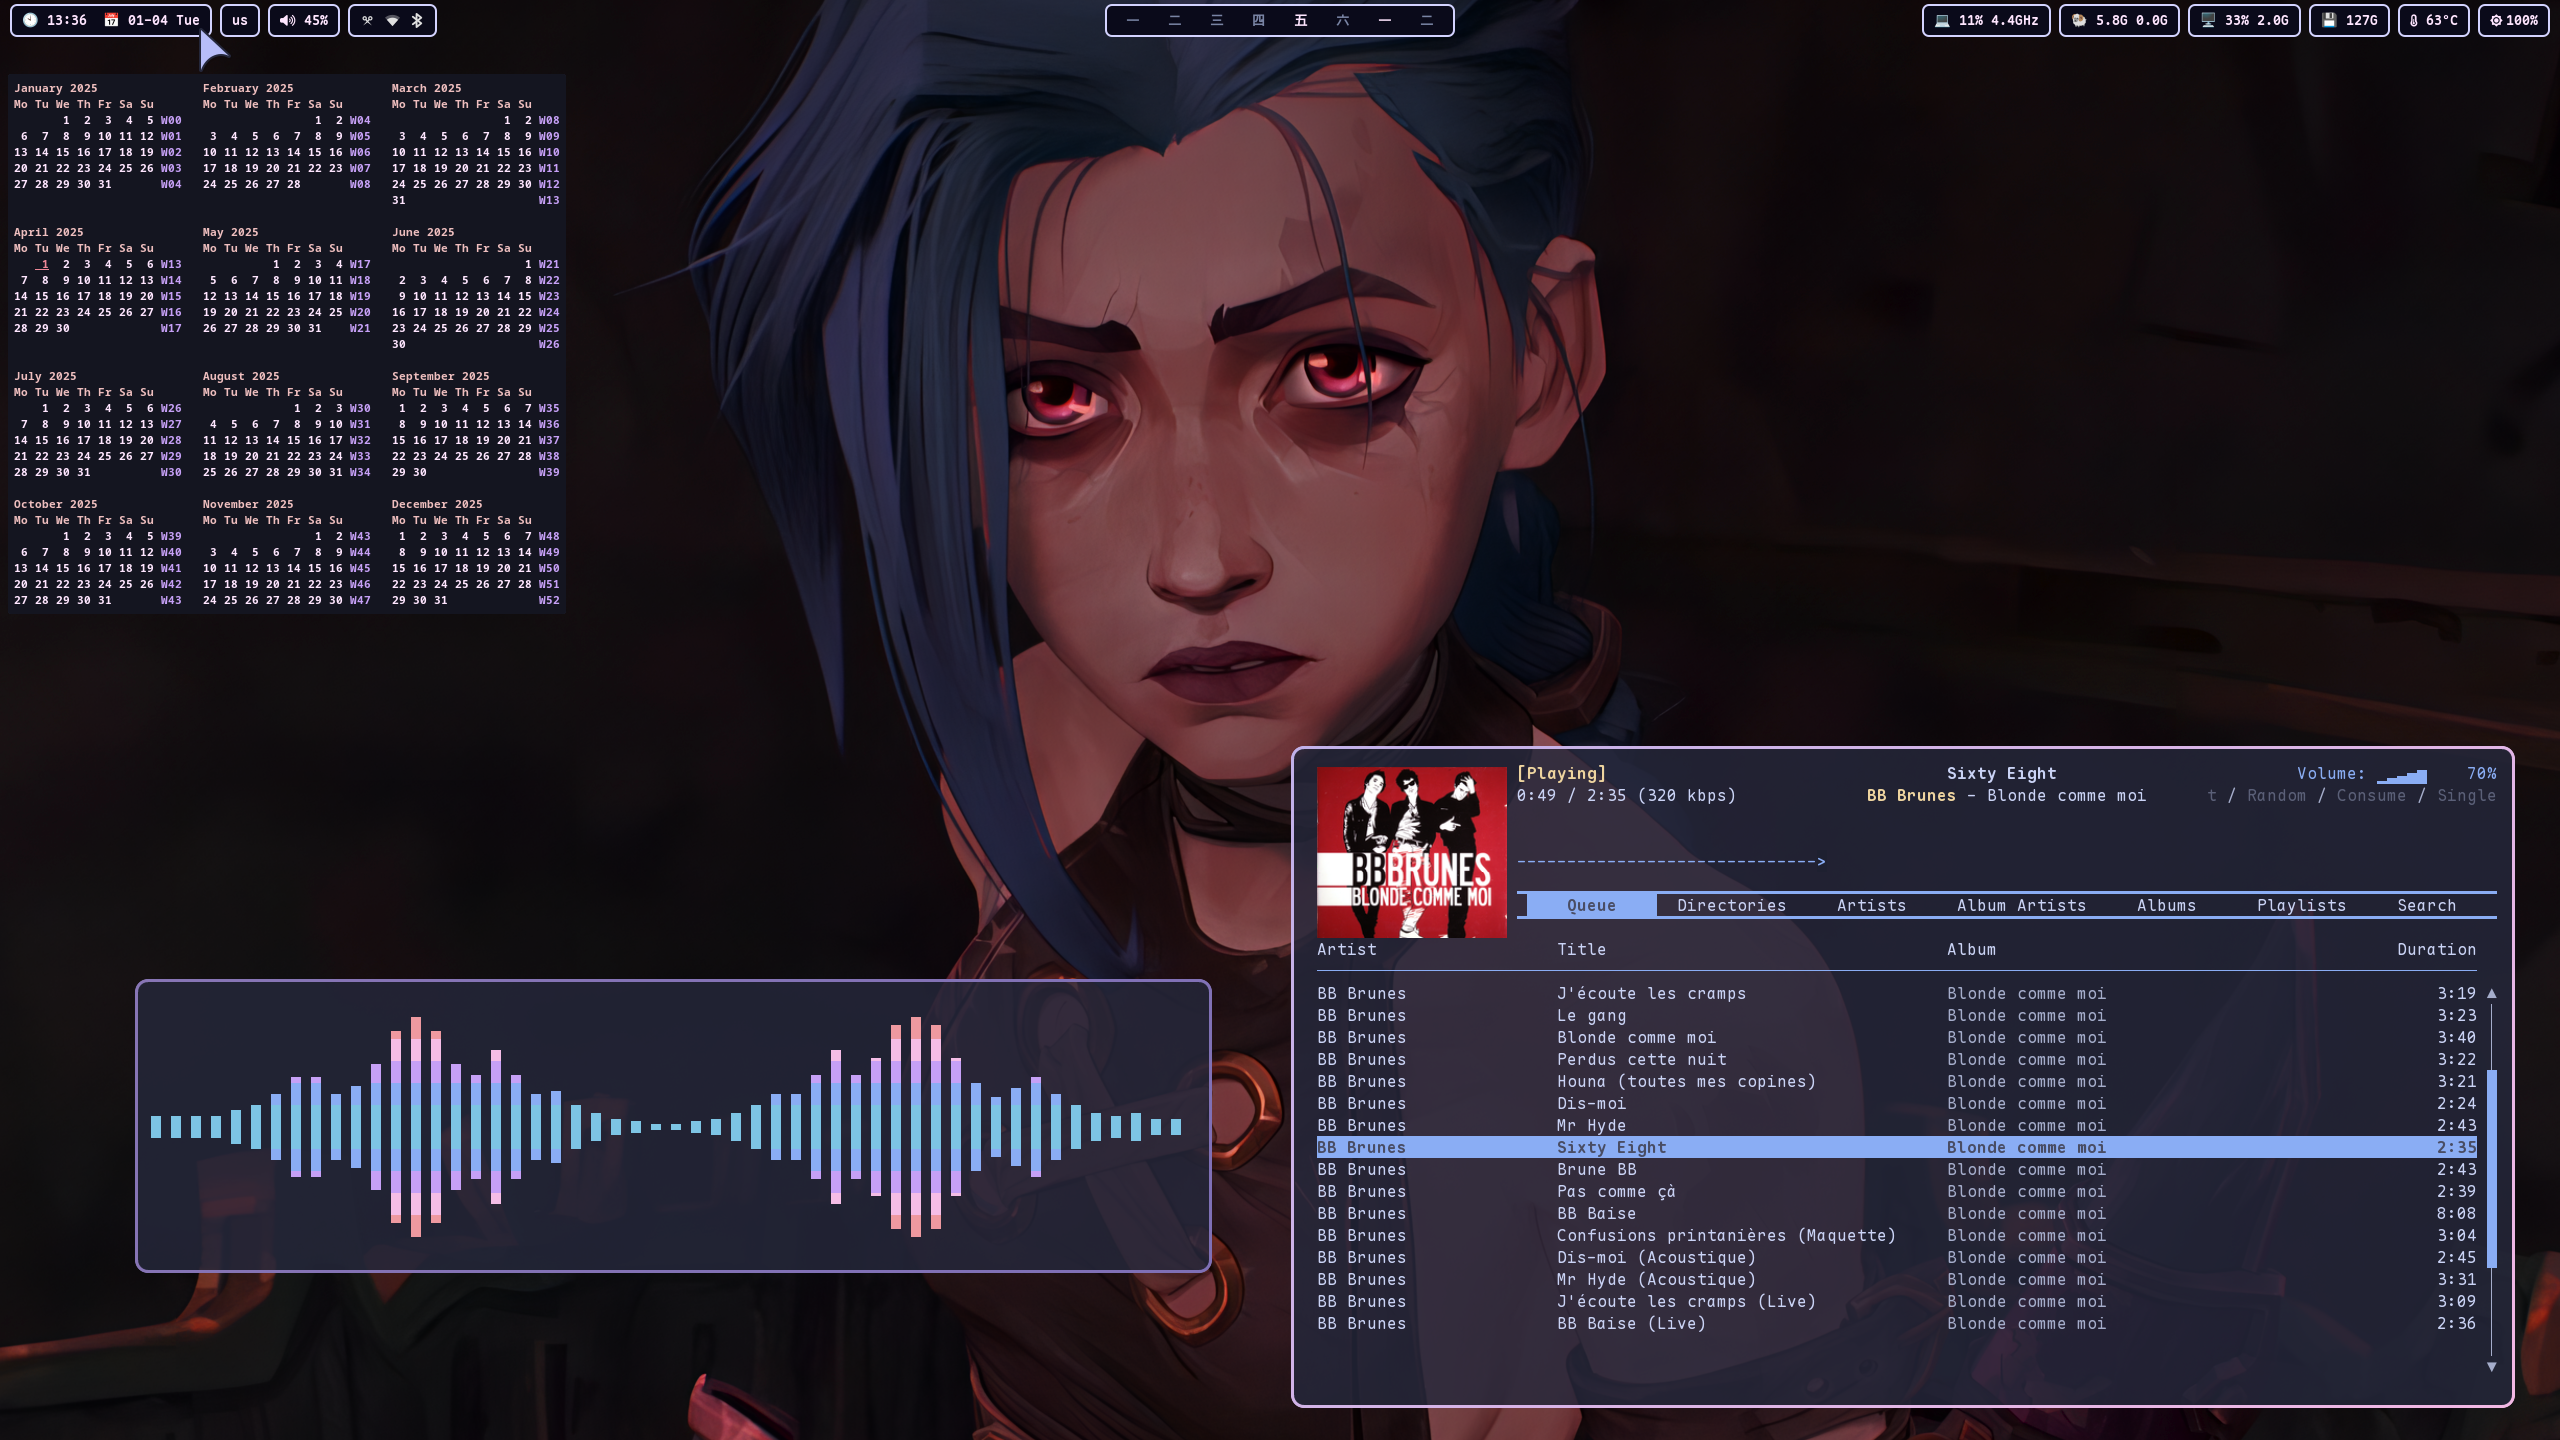 13:36 01-04 Tue us 45%
一 二 三 四 五 六 一 二
11% 4.4GHz 5.8G 0.0G 33% 2.0G 127G 63°C 100%
January 2025 February 2025 March 2025
Mo Tu We Th Fr Sa Su Mo Tu We Th Fr Sa Su Mo Tu We Th Fr Sa Su
1 2 3 4 5 W00 1 2 W04 1 2 W08
6 7 8 9 10 11 12 W01 3 4 5 6 7 8 9 W05 3 4 5 6 7 8 9 W09
13 14 15 16 17 18 19 W02 10 11 12 13 14 15 16 W06 10 11 12 13 14 15 16 W10
20 21 22 23 24 25 26 W03 17 18 19 20 21 22 23 W07 17 18 19 20 21 22 23 W11
27 28 29 30 31 W04 24 25 26 27 28 W08 24 25 26 27 28 29 30 W12
31 W13
April 2025 May 2025 June 2025
Mo Tu We Th Fr Sa Su Mo Tu We Th Fr Sa Su Mo Tu We Th Fr Sa Su
1 2 3 4 5 6 W13 1 2 3 4 W17 1 W21
7 8 9 10 11 12 13 W14 5 6 7 8 9 10 11 W18 2 3 4 5 6 7 8 W22
14 15 16 17 18 19 20 W15 12 13 14 15 16 17 18 W19 9 10 11 12 13 14 15 W23
21 22 23 24 25 26 27 W16 19 20 21 22 23 24 25 W20 16 17 18 19 20 21 22 W24
28 29 30 W17 26 27 28 29 30 31 W21 23 24 25 26 27 28 29 W25
30 W26
July 2025 August 2025 September 2025
Mo Tu We Th Fr Sa Su Mo Tu We Th Fr Sa Su Mo Tu We Th Fr Sa Su
1 2 3 4 5 6 W26 1 2 3 W30 1 2 3 4 5 6 7 W35
7 8 9 10 11 12 13 W27 4 5 6 7 8 9 10 W31 8 9 10 11 12 13 14 W36
14 15 16 17 18 19 20 W28 11 12 13 14 15 16 17 W32 15 16 17 18 19 20 21 W37
21 22 23 24 25 26 27 W29 18 19 20 21 22 23 24 W33 22 23 24 25 26 27 28 W38
28 29 30 31 W30 25 26 27 28 29 30 31 W34 29 30 W39
October 2025 November 2025 December 2025
Mo Tu We Th Fr Sa Su Mo Tu We Th Fr Sa Su Mo Tu We Th Fr Sa Su
1 2 3 4 5 W39 1 2 W43 1 2 3 4 5 6 7 W48
6 7 8 9 10 11 12 W40 3 4 5 6 7 8 9 W44 8 9 10 11 12 13 14 W49
13 14 15 16 17 18 19 W41 10 11 12 13 14 15 16 W45 15 16 17 18 19 20 21 W50
20 21 22 23 24 25 26 W42 17 18 19 20 21 22 23 W46 22 23 24 25 26 27 28 W51
27 28 29 30 31 W43 24 25 26 27 28 29 30 W47 29 30 31 W52
BBBRUNES
BLONDE COMME MOI
[Playing] Sixty Eight Volume: 70%
0:49 / 2:35 (320 kbps) BB Brunes - Blonde comme moi t / Random / Consume / Single
------------------------------>
Queue Directories Artists Album Artists Albums Playlists Search
Artist Title Album Duration
BB Brunes J'écoute les cramps Blonde comme moi 3:19
BB Brunes Le gang Blonde comme moi 3:23
BB Brunes Blonde comme moi Blonde comme moi 3:40
BB Brunes Perdus cette nuit Blonde comme moi 3:22
BB Brunes Houna (toutes mes copines) Blonde comme moi 3:21
BB Brunes Dis-moi Blonde comme moi 2:24
BB Brunes Mr Hyde Blonde comme moi 2:43
BB Brunes Sixty Eight Blonde comme moi 2:35
BB Brunes Brune BB Blonde comme moi 2:43
BB Brunes Pas comme çà Blonde comme moi 2:39
BB Brunes BB Baise Blonde comme moi 8:08
BB Brunes Confusions printanières (Maquette) Blonde comme moi 3:04
BB Brunes Dis-moi (Acoustique) Blonde comme moi 2:45
BB Brunes Mr Hyde (Acoustique) Blonde comme moi 3:31
BB Brunes J'écoute les cramps (Live) Blonde comme moi 3:09
BB Brunes BB Baise (Live) Blonde comme moi 2:36